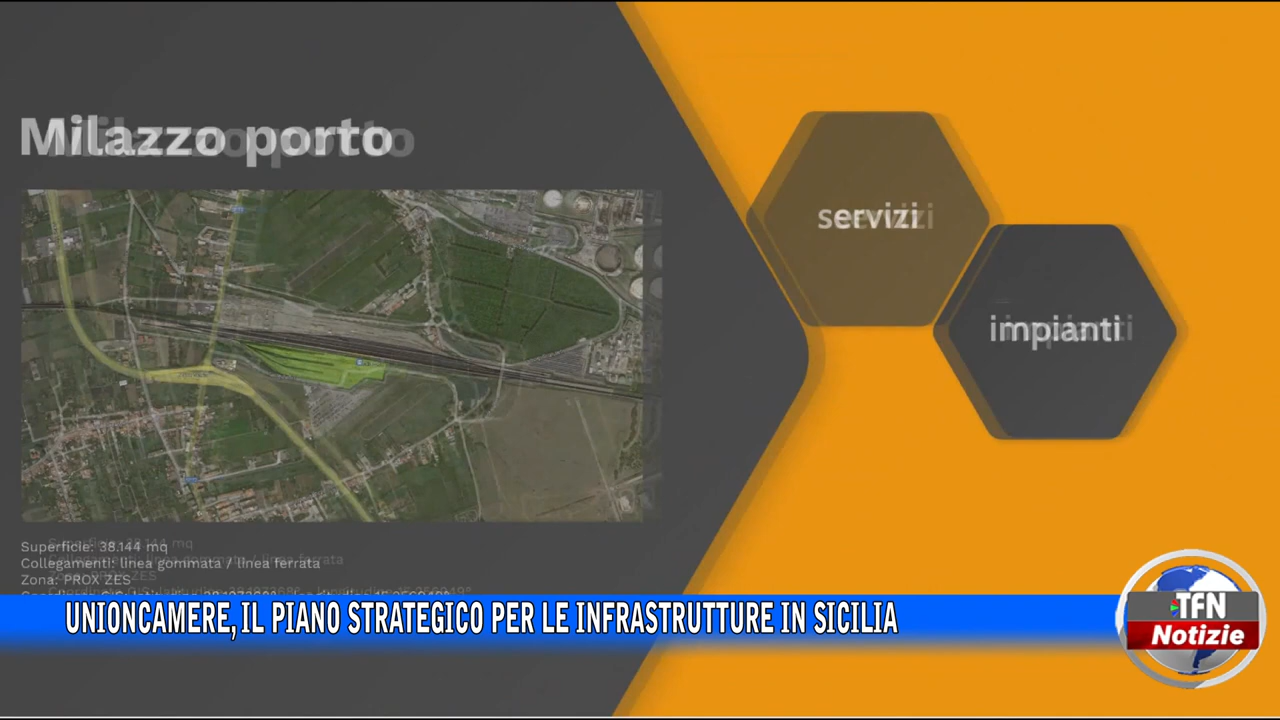 Milazzo porto
servizi
impianti
Superficie: 38.144 mq
Collegamenti: linea gommata / linea ferrata
Zona: PROX ZES
UNIONCAMERE, IL PIANO STRATEGICO PER LE INFRASTRUTTURE IN SICILIA
TFN
Notizie